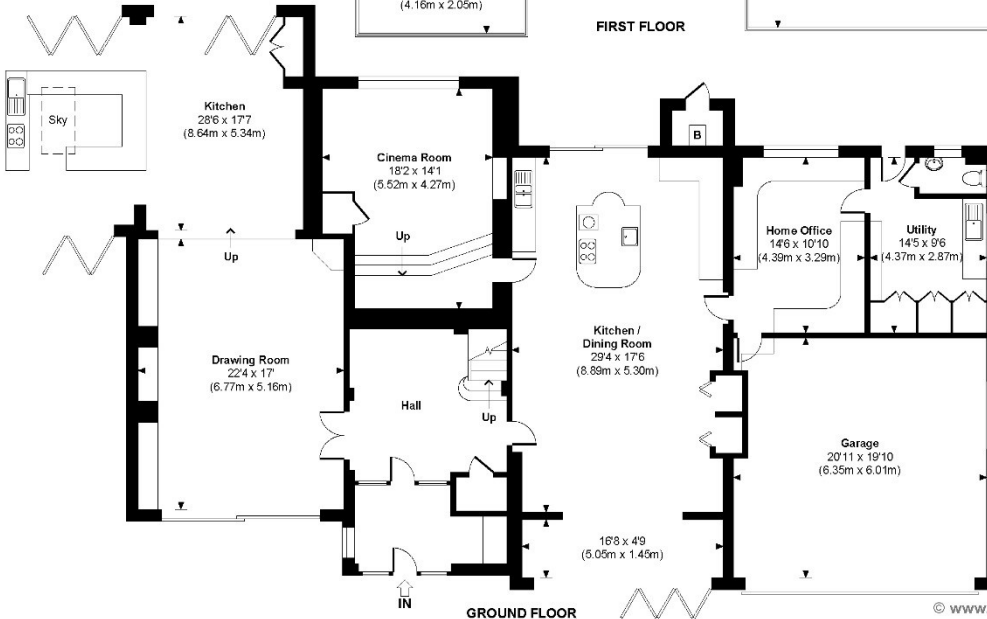 (4.16m x 2.05m)
FIRST FLOOR
Kitchen
28'6 x 17'7
(8.64m x 5.34m)
Sky
Cinema Room
18'2 x 14'1
(5.52m x 4.27m)
Up
B
Home Office
14'6 x 10'10
(4.39m x 3.29m)
Utility
14'5 x 9'6
(4.37m x 2.87m)
Up
Kitchen /
Dining Room
29'4 x 17'6
(8.89m x 5.30m)
Drawing Room
22'4 x 17'
(6.77m x 5.16m)
Hall
Up
Garage
20'11 x 19'10
(6.35m x 6.01m)
16'8 x 4'9
(5.05m x 1.45m)
IN
GROUND FLOOR
© www.